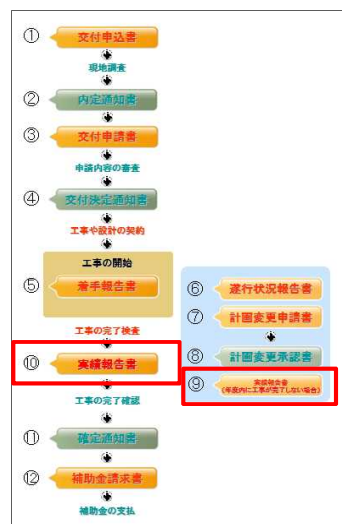 ① 交付申込書
現地調査
② 内定通知書
③ 交付申請書
申請内容の審査
④ 交付決定通知書
工事や設計の契約
工事の開始
⑤ 着手報告書
工事の完了検査
⑩ 実績報告書
工事の完了確認
⑪ 確定通知書
⑫ 補助金請求書
補助金の支払
⑥ 遂行状況報告書
⑦ 計画変更申請書
⑧ 計画変更承認書
⑨ 実績報告書
(年度内に工事が完了しない場合)